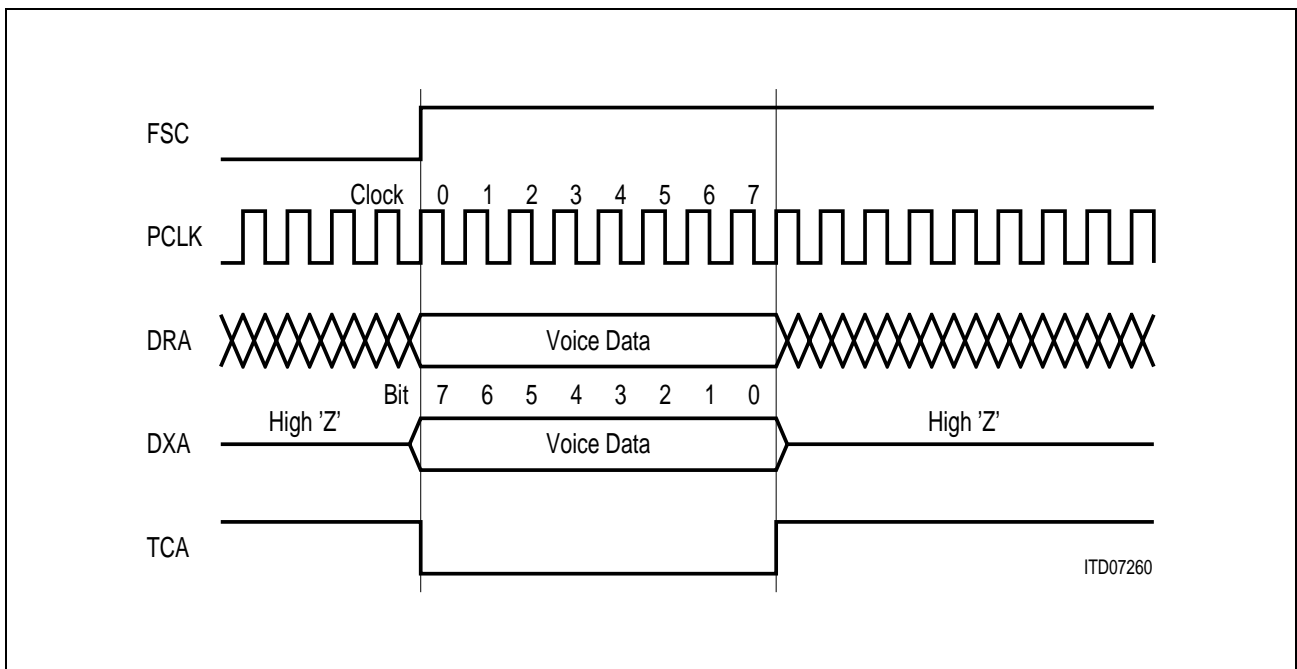 FSC
Clock 0 1 2 3 4 5 6 7
PCLK
DRA Voice Data
Bit 7 6 5 4 3 2 1 0
High 'Z' High 'Z'
DXA Voice Data
TCA
ITD07260